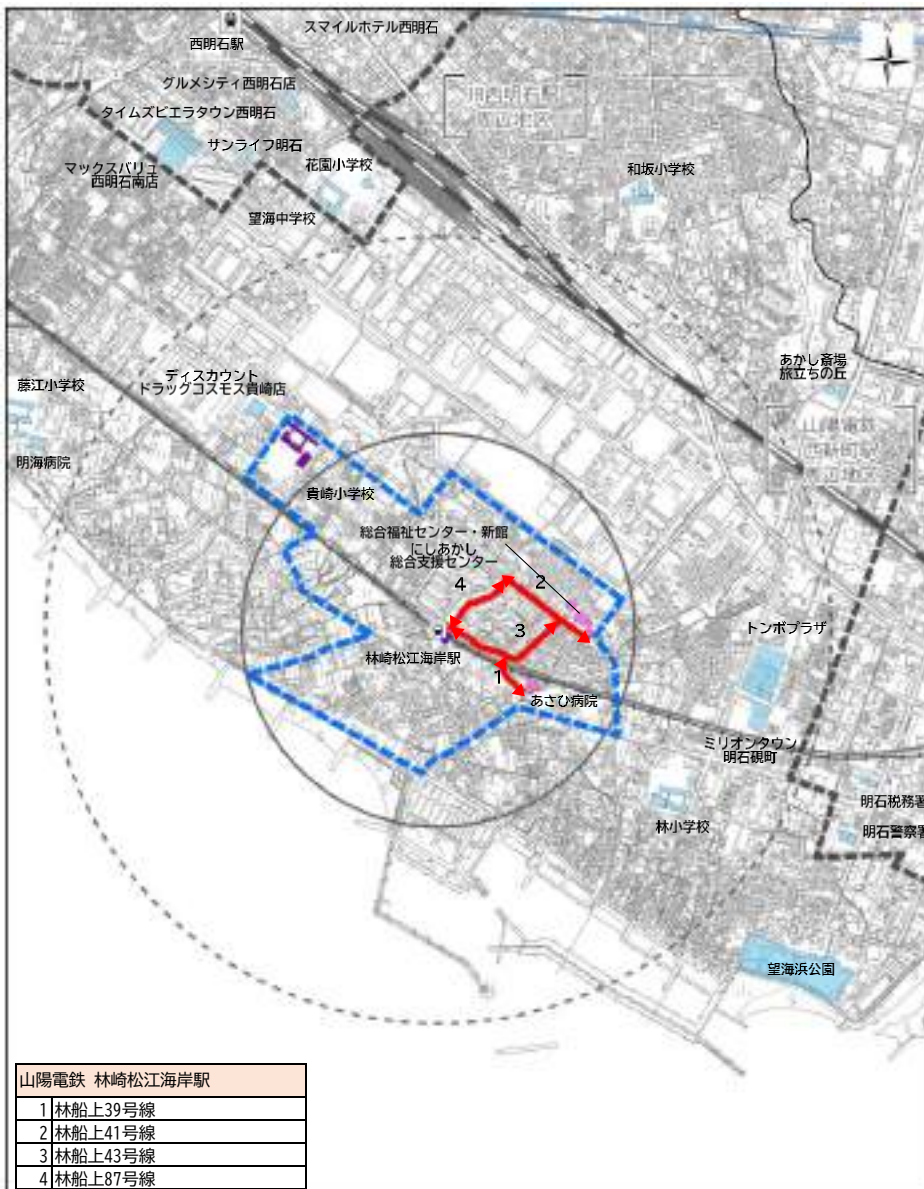 スマイルホテル西明石
西明石駅
グルメシティ西明石店
タイムズビエラタウン西明石
サンライフ明石
花園小学校
マックスバリュ
西明石南店
和坂小学校
望海中学校
あかし斎場
旅立ちの丘
ディスカウント
ドラッグコスモス貴崎店
藤江小学校
山陽電鉄
明海病院
貴崎小学校
総合福祉センター・新館
にしあかし
総合支援センター
4
2
3
トンボプラザ
林崎松江海岸駅
1
あさひ病院
ミリオンタウン
明石硯町
明石税務署
林小学校
明石警察署
望海浜公園
山陽電鉄 林崎松江海岸駅
1 林船上39号線
2 林船上41号線
3 林船上43号線
4 林船上87号線